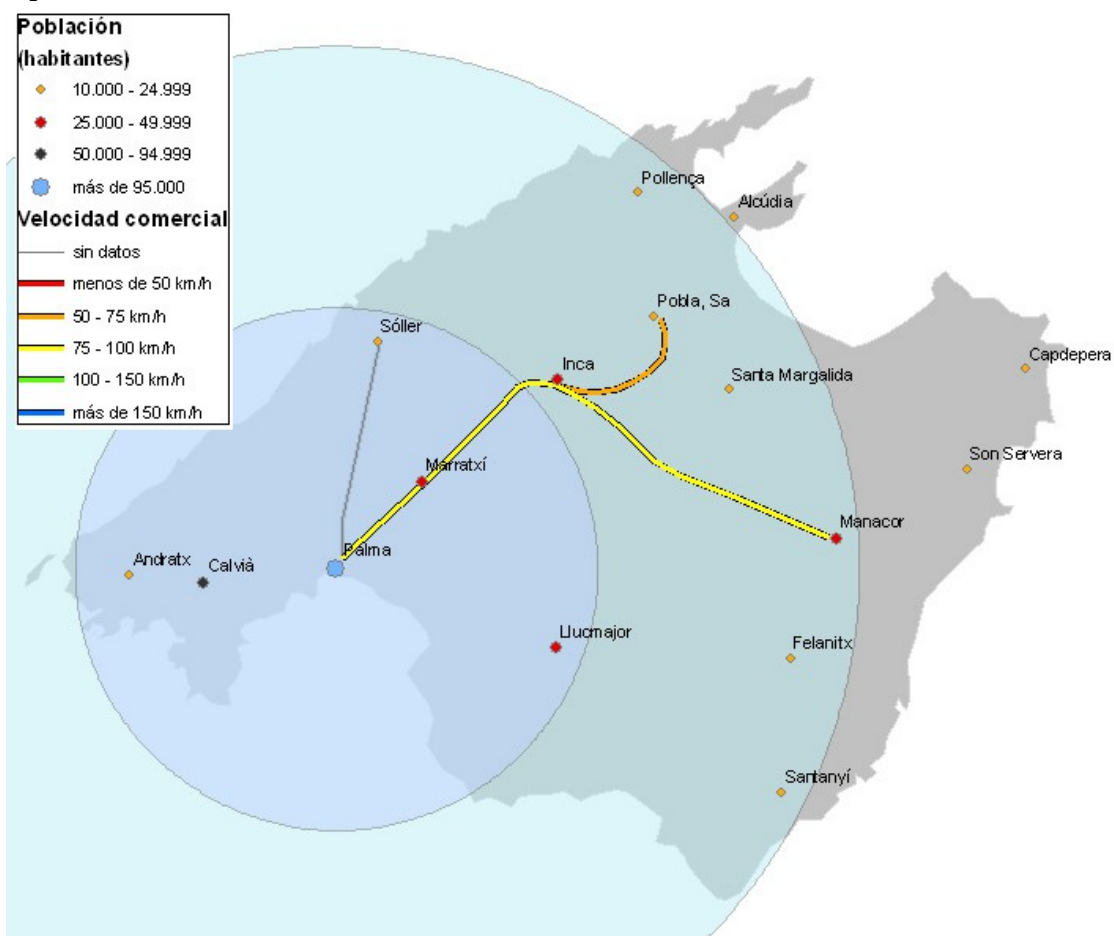 Población
(habitantes)
10.000 - 24.999
25.000 - 49.999
50.000 - 94.999
más de 95.000
Velocidad comercial
sin datos
menos de 50 km/h
50 - 75 km/h
75 - 100 km/h
100 - 150 km/h
más de 150 km/h
Pollença
Alcúdia
Pobla, Sa
Sóller
Inca
Capdepera
Santa Margalida
Son Servera
Marratxí
Manacor
Palma
Andratx
Calvià
Llucmajor
Felanitx
Santanyí